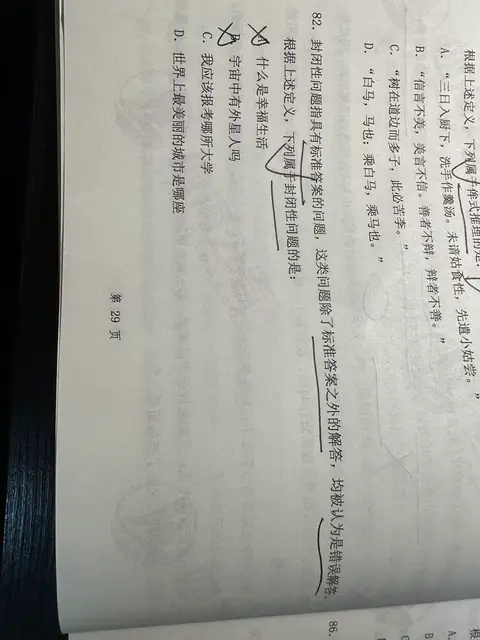 根据上述定义，下列属于侔式推理的是：
A. “三日入厨下，洗手作羹汤。未谙姑食性，先遣小姑尝。”
B. “信言不美，美言不信。善者不辩，辩者不善。”
C. “树在道边而多子，此必苦李。”
D. “白马，马也；乘白马，乘马也。”
82. 封闭性问题指具有标准答案的问题，这类问题除了标准答案之外的解答，均被认为是错误解答。
根据上述定义，下列属于封闭性问题的是：
A. 什么是幸福生活
B. 宇宙中有外星人吗
C. 我应该报考哪所大学
D. 世界上最美丽的城市是哪座
第 29 页
86.